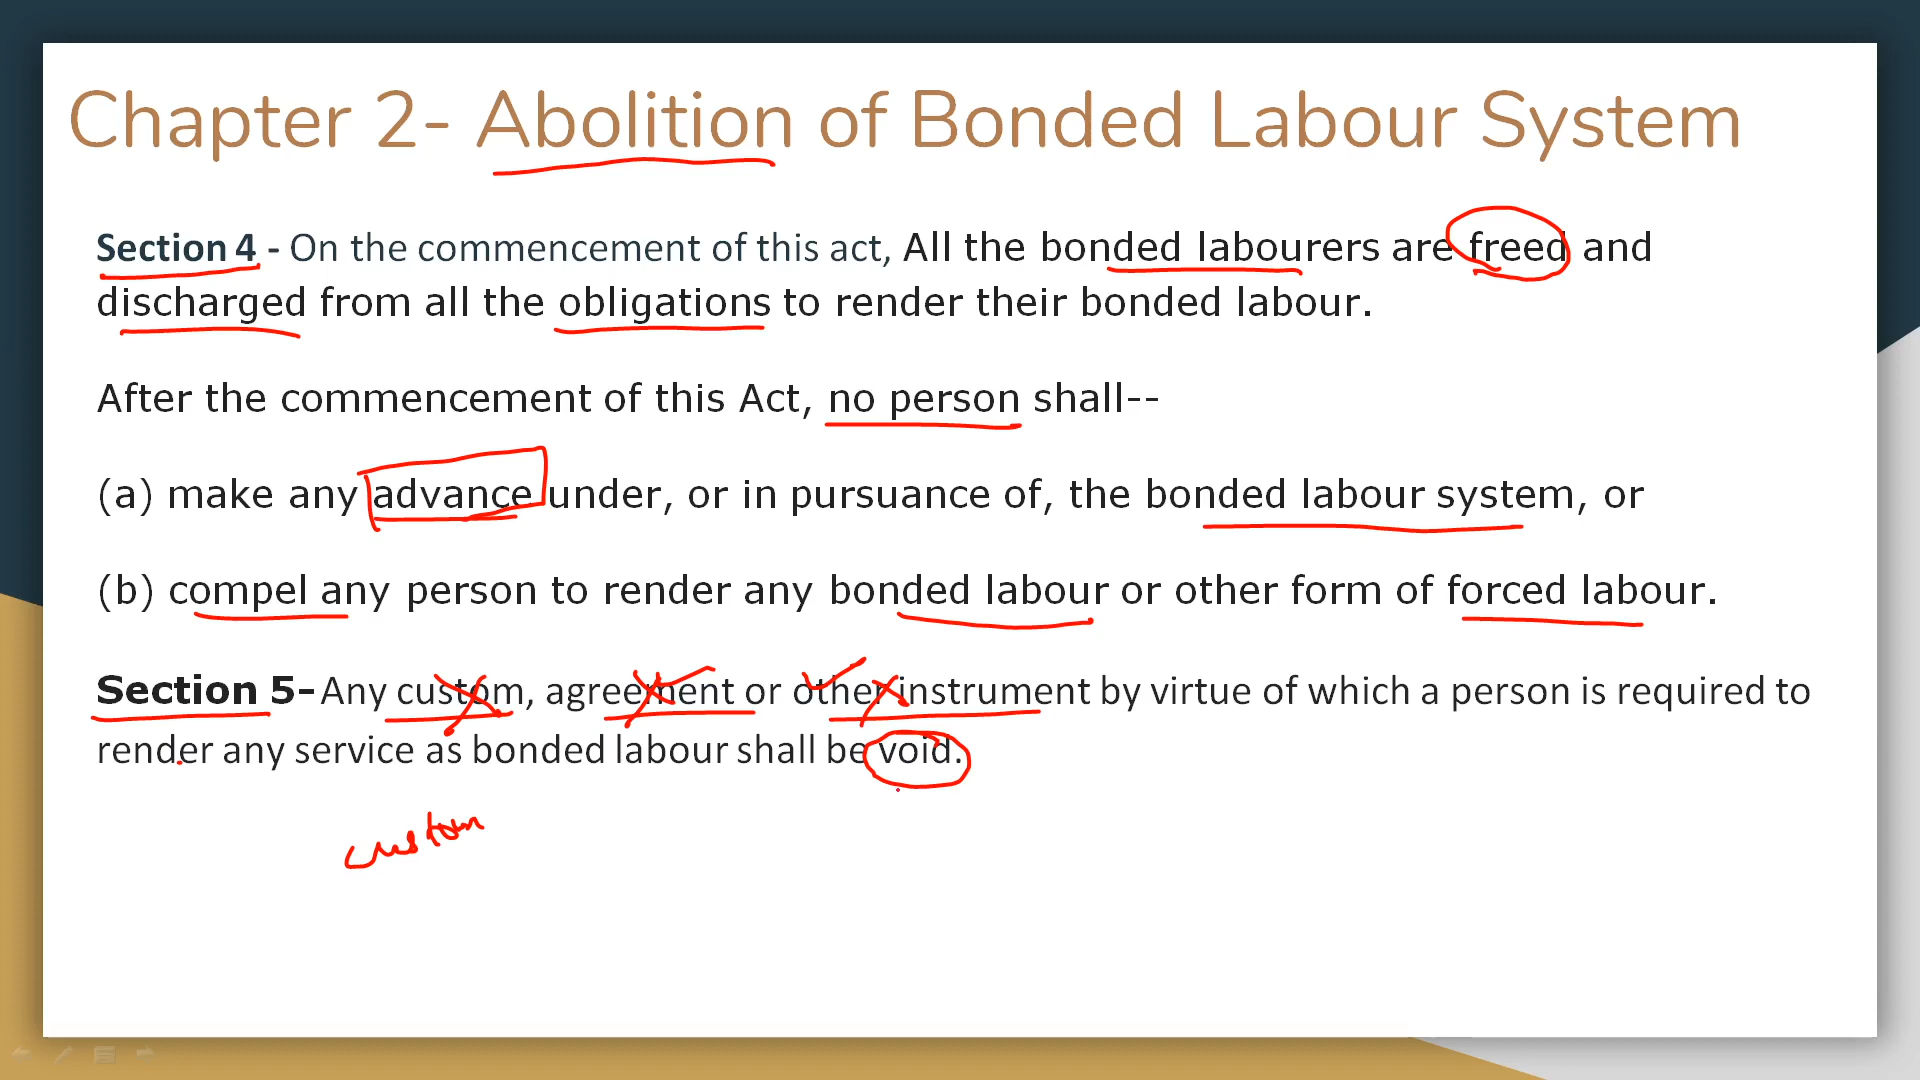 Chapter 2- Abolition of Bonded Labour System
Section 4 - On the commencement of this act, All the bonded labourers are freed and
discharged from all the obligations to render their bonded labour.
After the commencement of this Act, no person shall--
(a) make any advance under, or in pursuance of, the bonded labour system, or
(b) compel any person to render any bonded labour or other form of forced labour.
Section 5-Any custom, agreement or other instrument by virtue of which a person is required to
render any service as bonded labour shall be void.
custom